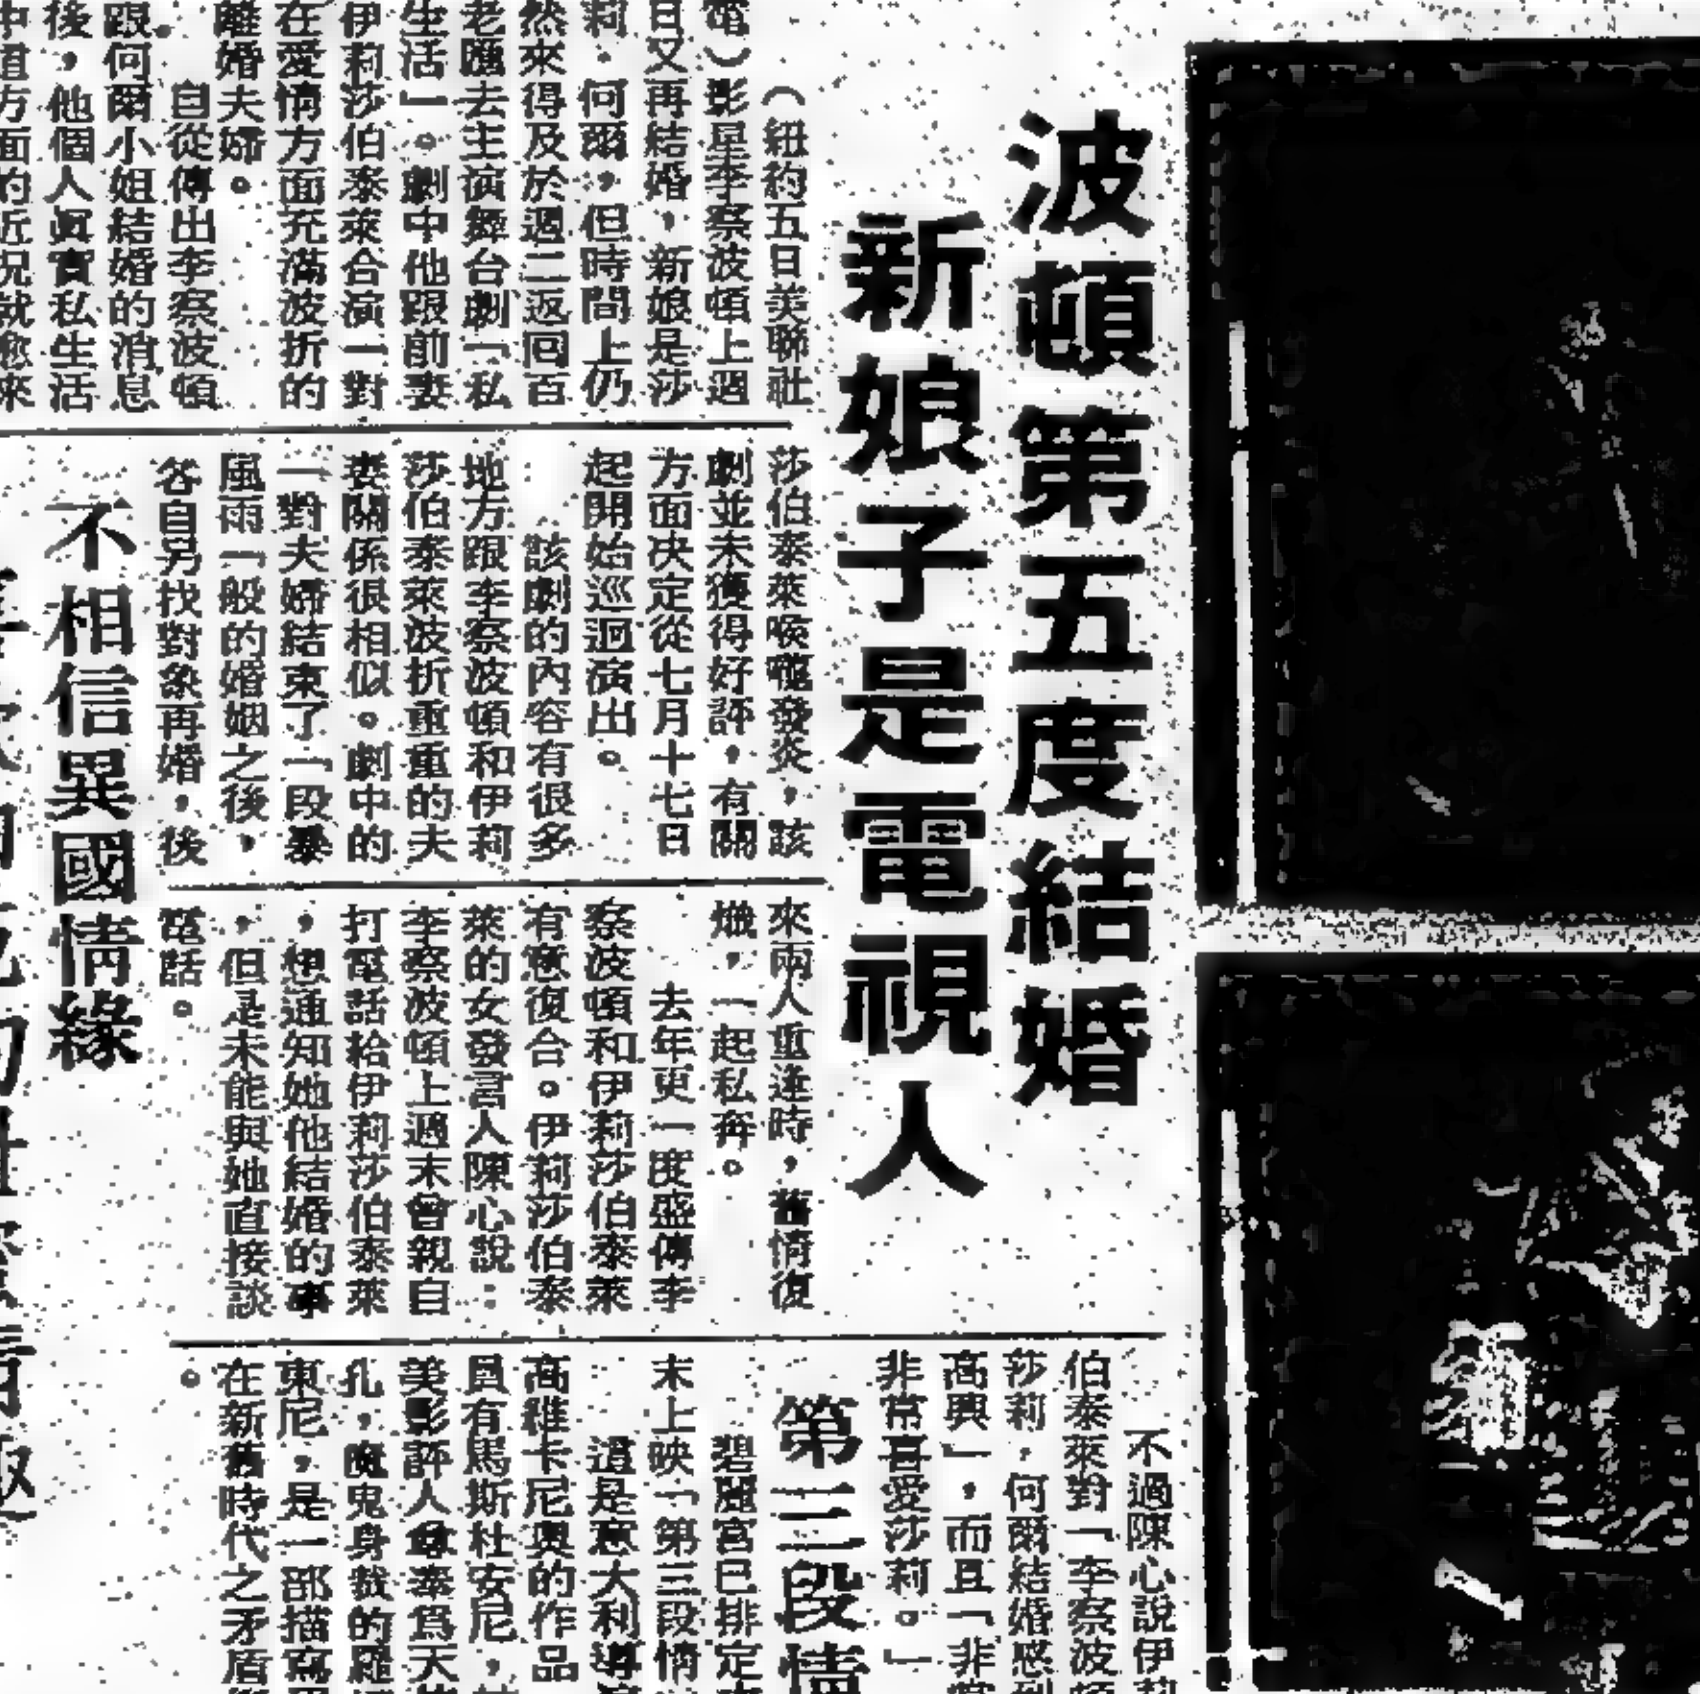 波頓第五度結婚
新娘子是電視人
（紐約五日美聯社
電）影星李察波頓上週
日又再結婚，新娘是莎
莉．何爾，但時間上仍
然來得及於週二返回百
老匯去主演舞台劇「私
生活」。劇中他跟前妻
伊莉莎伯泰萊合演一對
在愛情方面充滿波折的
離婚夫婦。
自從傳出李察波頓
跟何爾小姐結婚的消息
後，他個人眞實私生活
莎伯泰萊喉嚨發炎，該
劇並未獲得好評，有關
方面決定從七月十七日
起開始巡迴演出。
該劇的內容有很多
地方跟李察波頓和伊莉
莎伯泰萊波折重重的夫
妻關係很相似。劇中的
一對夫婦結束了「段暴
風雨「般的婚姻之後，
各自另找對象再婚，後
來兩人重逢時，舊情復
熾，一起私奔。
去年更一度盛傳李
察波頓和伊莉莎伯泰萊
有意復合。伊莉莎伯泰
萊的女發言人陳心說：
李察波頓上週末曾親自
打電話給伊莉莎伯泰萊
，想通知她他結婚的事
，但是未能與她直接談
電話。
不過陳心說伊莉
伯泰萊對「李察波頓
莎莉．何爾結婚感到
高興」，而且「非常
非常喜愛莎莉。」
不相信異國情緣
第三段情
碧麗宮已排定
末上映「第三段情
這是意大利導演
高維卡尼奧的作品
員有馬斯杜安尼，
美影評人尊奉爲天
孔，魔鬼身裁的羅
東尼，是一部描寫
在新舊時代之矛盾
。